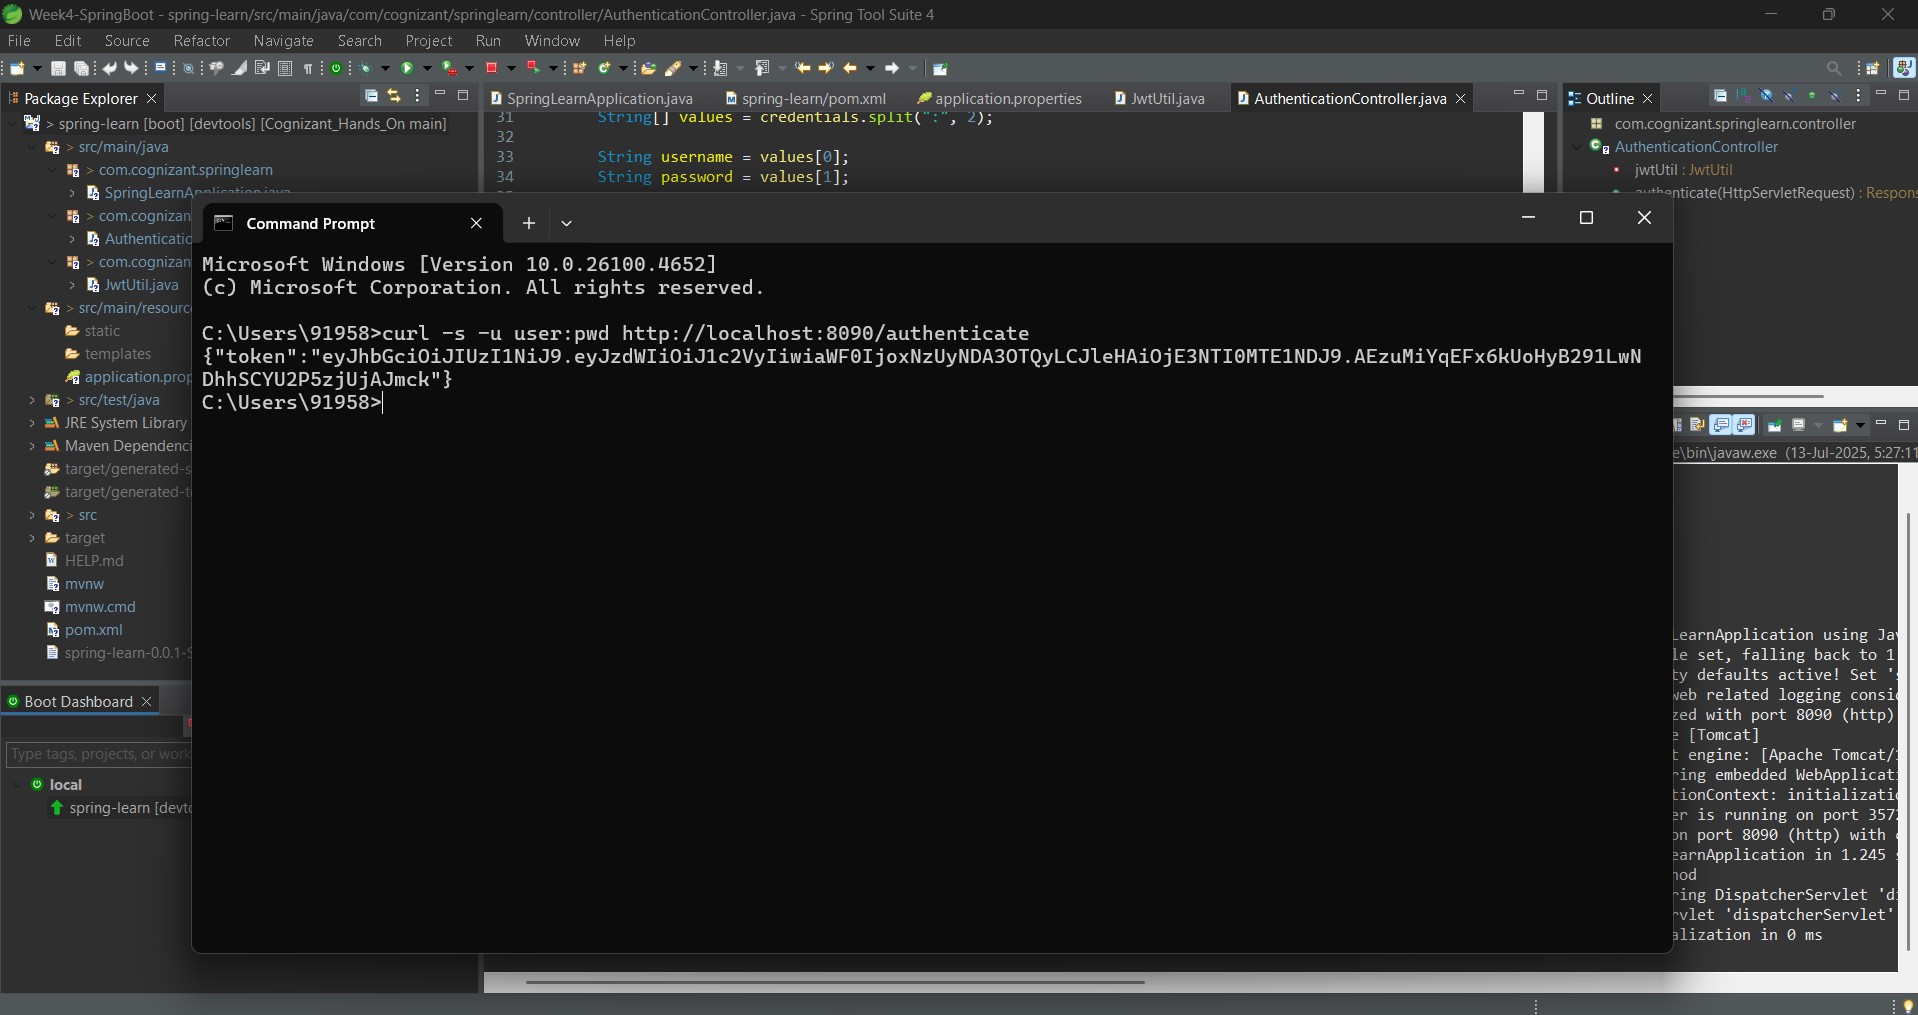 Week4-SpringBoot - spring-learn/src/main/java/com/cognizant/springlearn/controller/AuthenticationController.java - Spring Tool Suite 4
File Edit Source Refactor Navigate Search Project Run Window Help
Package Explorer
SpringLearnApplication.java spring-learn/pom.xml application.properties JwtUtil.java AuthenticationController.java
Outline
> spring-learn [boot] [devtools] [Cognizant_Hands_On main]
> src/main/java
> com.cognizant.springlearn
SpringLearnApplication.java
> com.cognizan
Authenticatio
> com.cognizan
JwtUtil.java
> src/main/resourc
static
templates
application.prop
> src/test/java
JRE System Library
Maven Dependenci
target/generated-s
target/generated-t
> src
target
HELP.md
mvnw
mvnw.cmd
pom.xml
spring-learn-0.0.1-S
31 String[] values = credentials.split(":", 2);
32
33 String username = values[0];
34 String password = values[1];
com.cognizant.springlearn.controller
AuthenticationController
jwtUtil : JwtUtil
authenticate(HttpServletRequest) : Respons
Command Prompt
Microsoft Windows [Version 10.0.26100.4652]
(c) Microsoft Corporation. All rights reserved.
C:\Users\91958>curl -s -u user:pwd http://localhost:8090/authenticate
{"token":"eyJhbGciOiJIUzI1NiJ9.eyJzdWIiOiJ1c2VyIiwiaWF0IjoxNzUyNDA3OTQyLCJleHAiOjE3NTI0MTE1NDJ9.AEzuMiYqEFx6kUoHyB291LwN
DhhSCYU2P5zjUjAJmck"}
C:\Users\91958>
e\bin\javaw.exe (13-Jul-2025, 5:27:11
LearnApplication using Jav
le set, falling back to 1
ty defaults active! Set 's
web related logging consi
zed with port 8090 (http)
e [Tomcat]
t engine: [Apache Tomcat/1
ring embedded WebApplicati
tionContext: initializatio
er is running on port 3572
on port 8090 (http) with
earnApplication in 1.245
hod
ring DispatcherServlet 'di
rvlet 'dispatcherServlet'
alization in 0 ms
Boot Dashboard
Type tags, projects, or work
local
spring-learn [devto